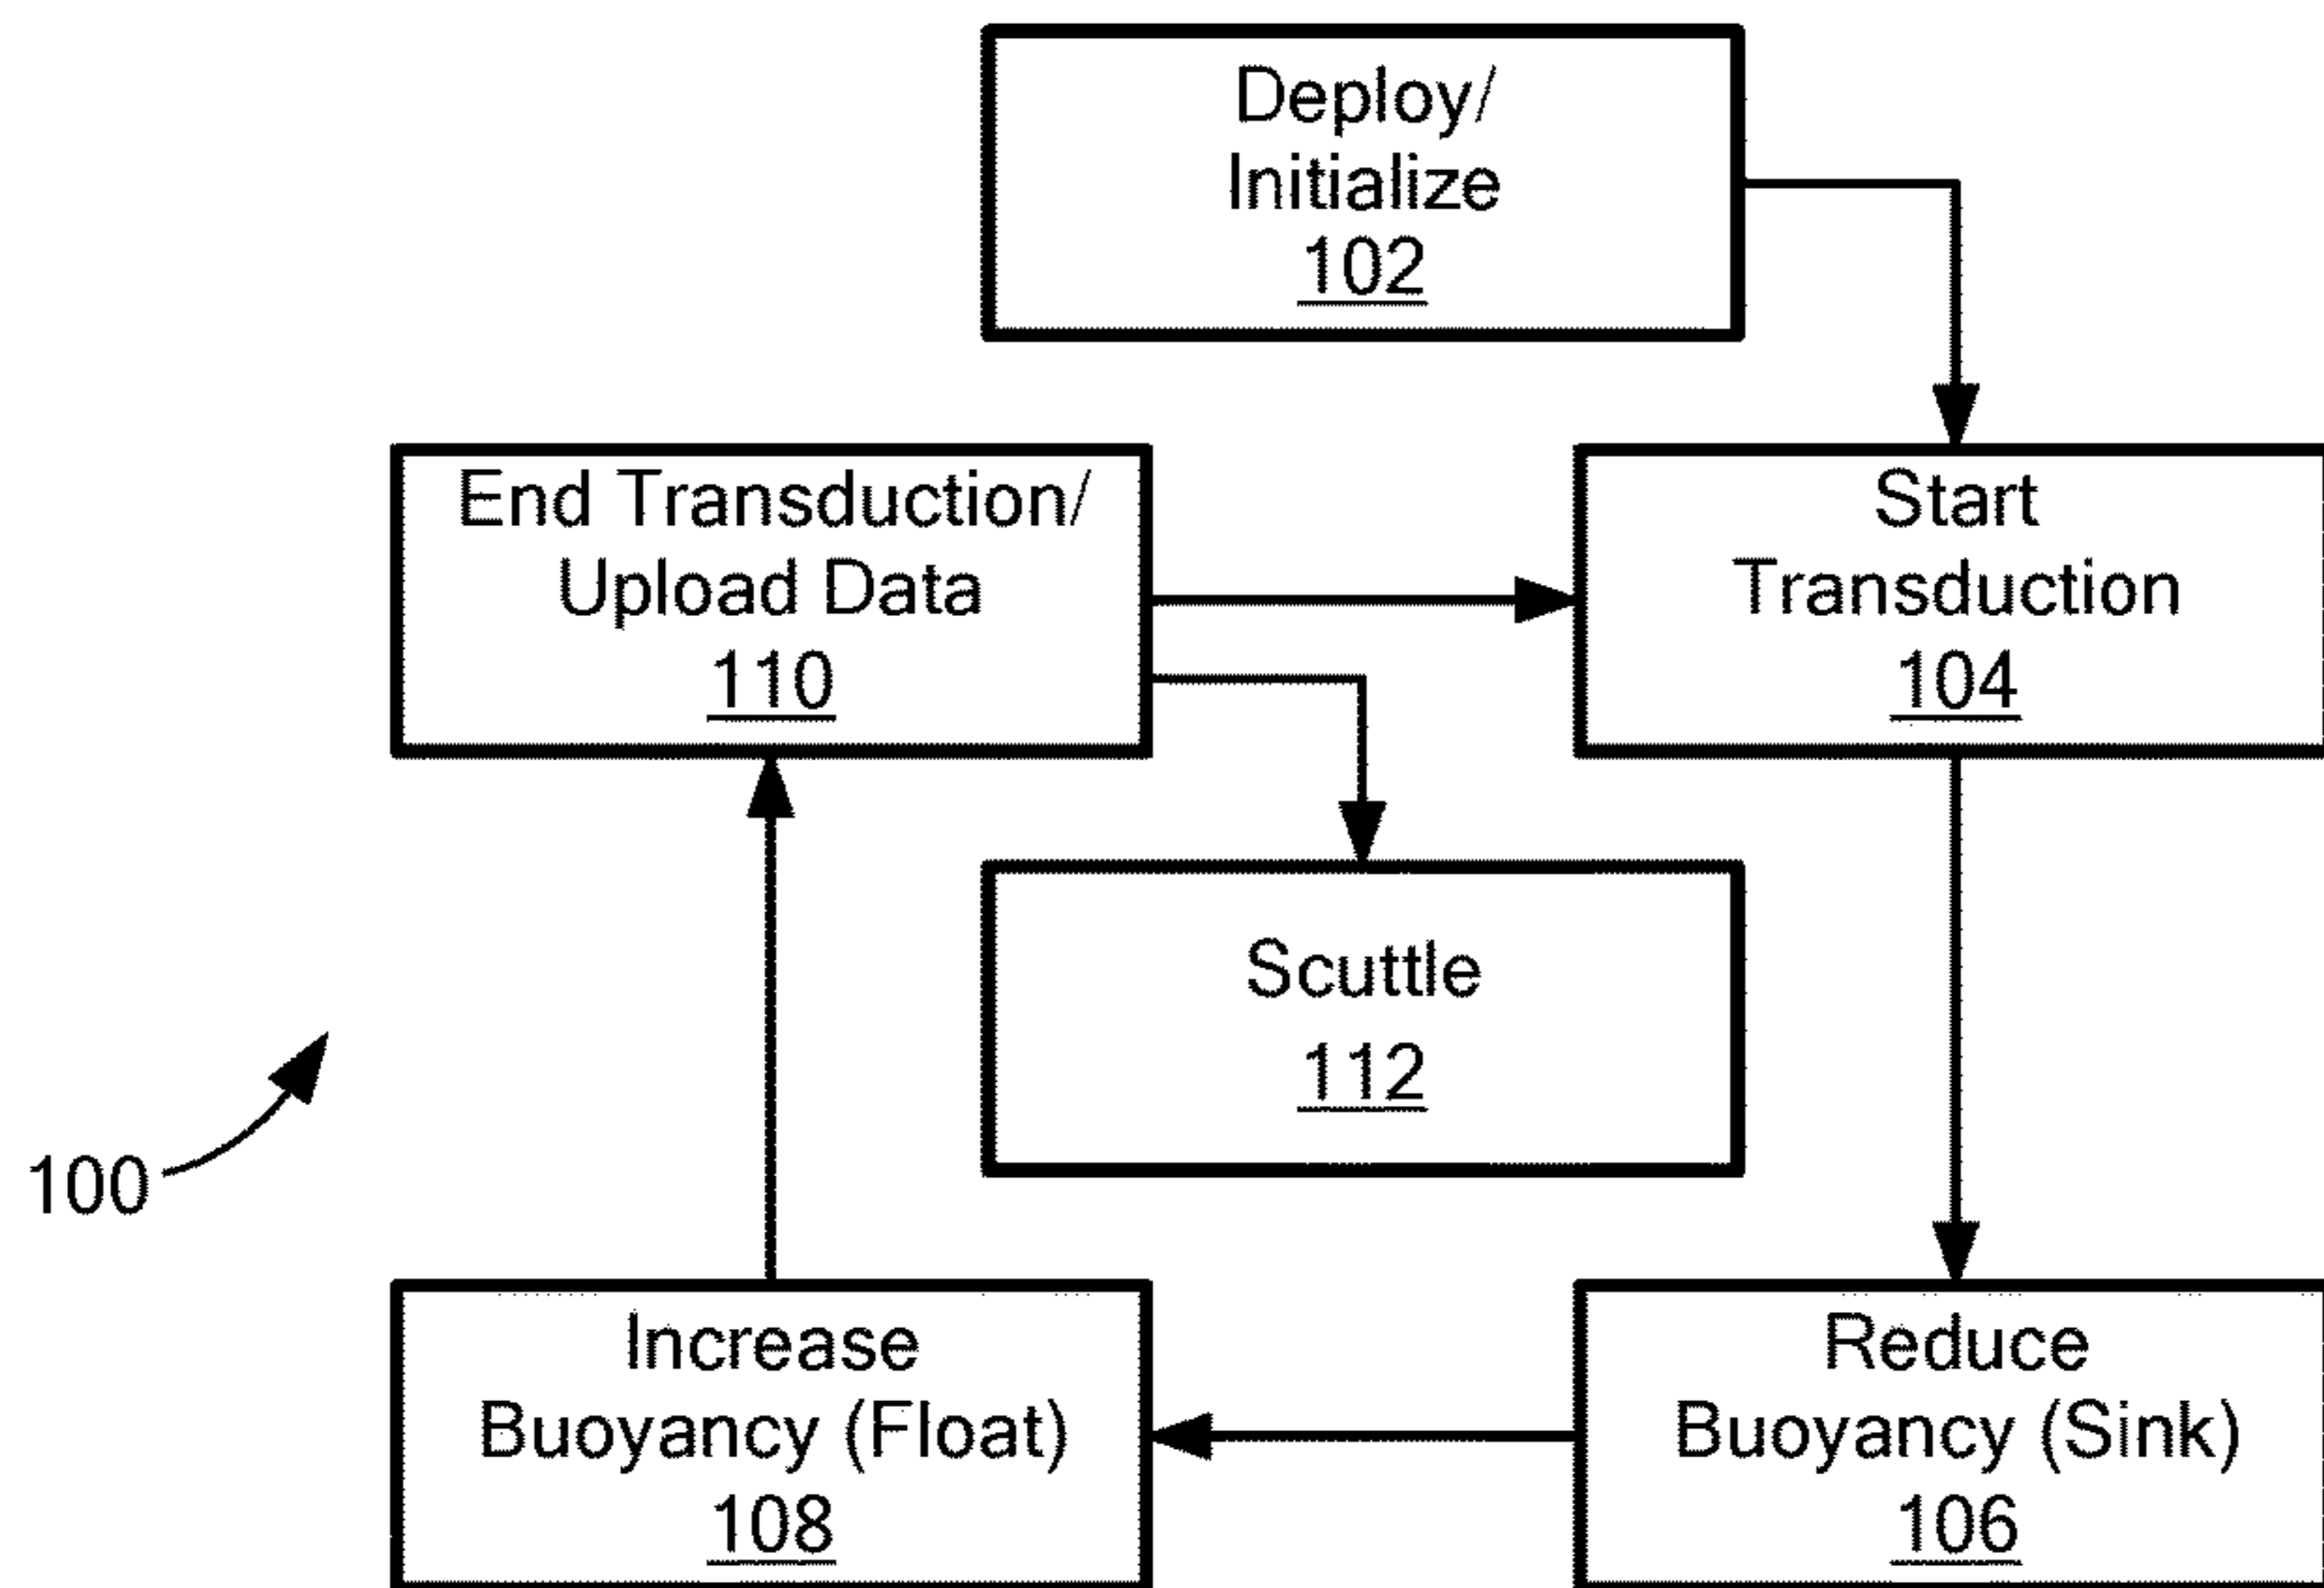 Deploy/
Initialize
102
End Transduction/
Upload Data
110
Start
Transduction
104
Scuttle
112
100
Increase
Buoyancy (Float)
108
Reduce
Buoyancy (Sink)
106